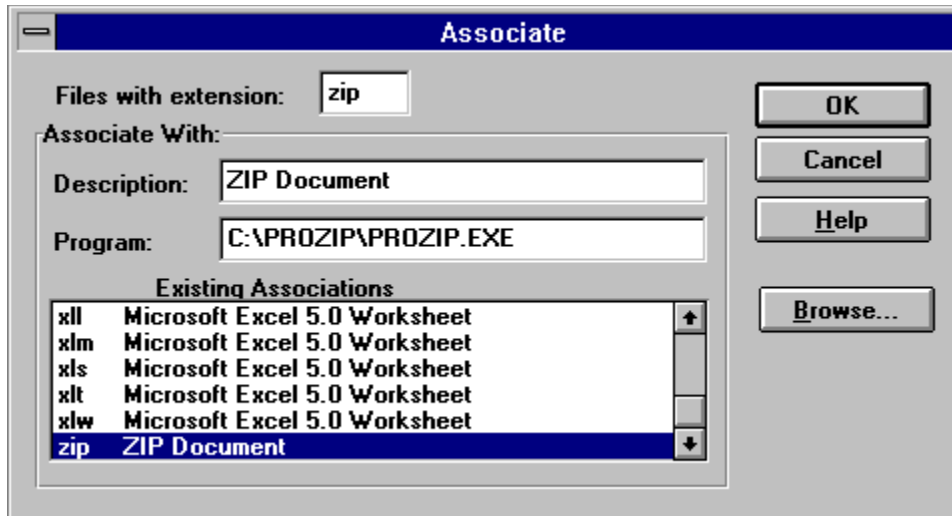 Associate
Files with extension: zip
Associate With:
Description: ZIP Document
Program: C:\PROZIP\PROZIP.EXE
Existing Associations
xll Microsoft Excel 5.0 Worksheet
xlm Microsoft Excel 5.0 Worksheet
xls Microsoft Excel 5.0 Worksheet
xlt Microsoft Excel 5.0 Worksheet
xlw Microsoft Excel 5.0 Worksheet
zip ZIP Document
OK
Cancel
Help
Browse...